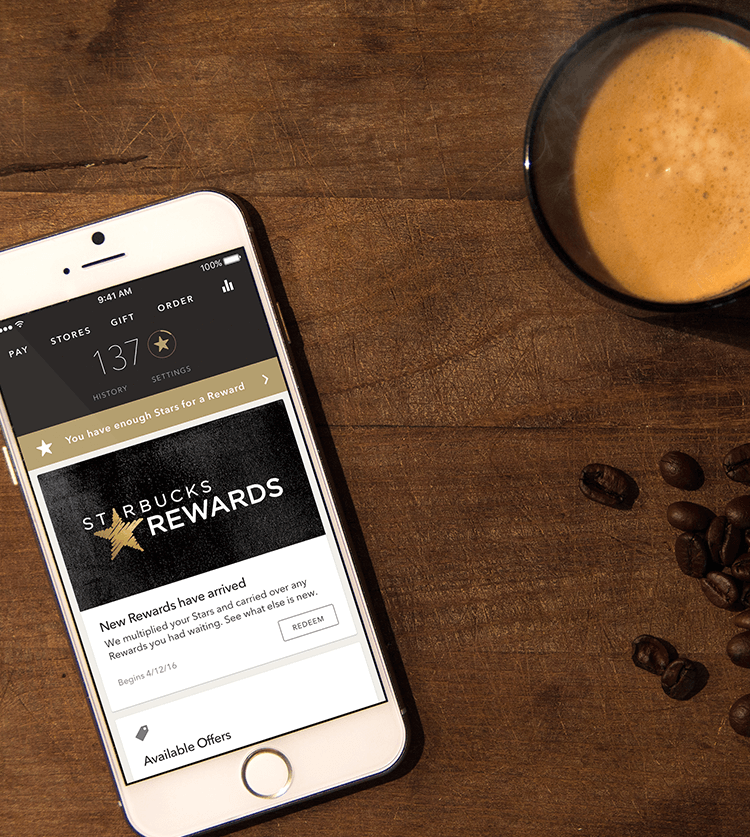 9:41 AM
100%
PAY STORES GIFT ORDER
137
HISTORY SETTINGS
You have enough Stars for a Reward
STARBUCKS
REWARDS
New Rewards have arrived
We multiplied your Stars and carried over any
Rewards you had waiting. See what else is new.
REDEEM
Begins 4/12/16
Available Offers